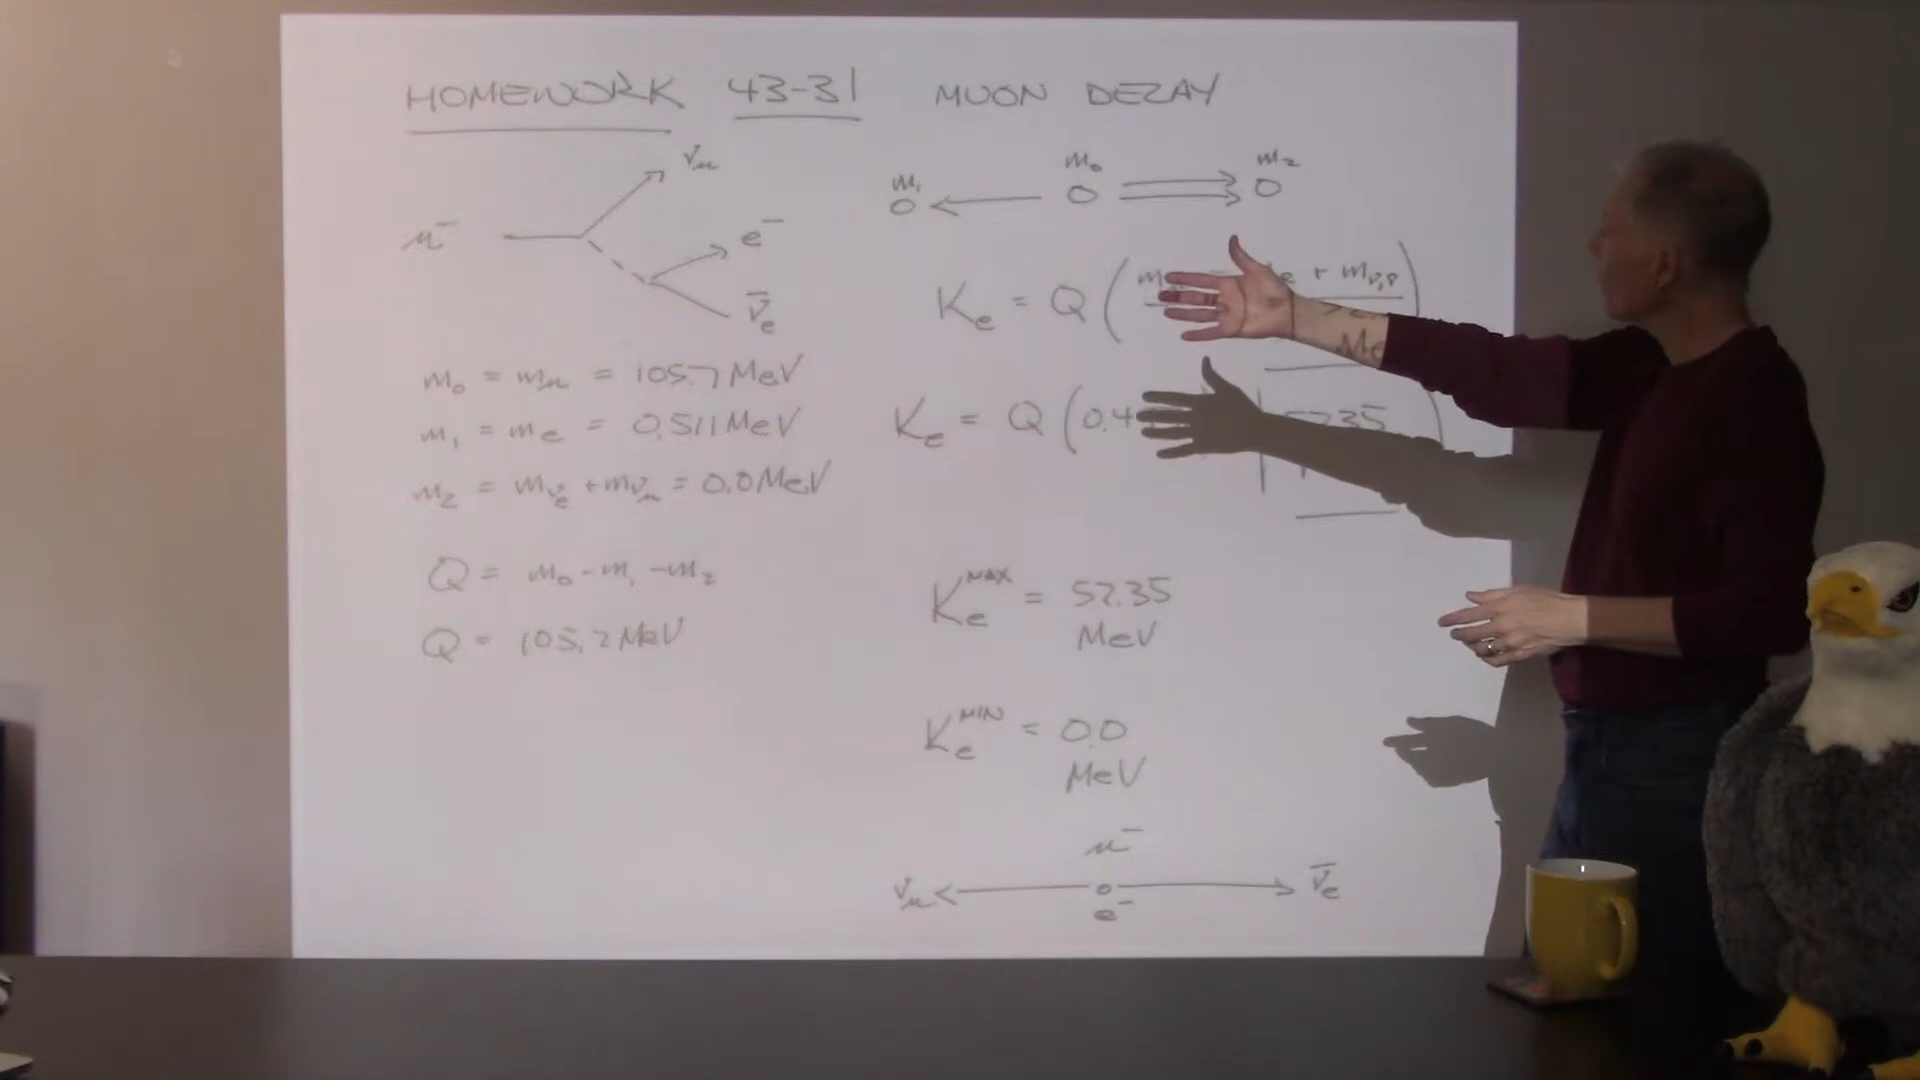 HOMEWORK 43-31 MUON DECAY
νμ
μ⁻
e⁻
ν̄e
m₀ = mμ = 105.7 MeV
m₁ = me = 0.511 MeV
m₂ = mνe + mνμ = 0.0 MeV
Q = m₀ - m₁ - m₂
Q = 105.2 MeV
m₁ m₀ m₂
Ke = Q (
Ke = Q (0.4
Ke MAX = 52.35
MeV
Ke MIN = 0.0
MeV
μ⁻
νμ ν̄e
e⁻